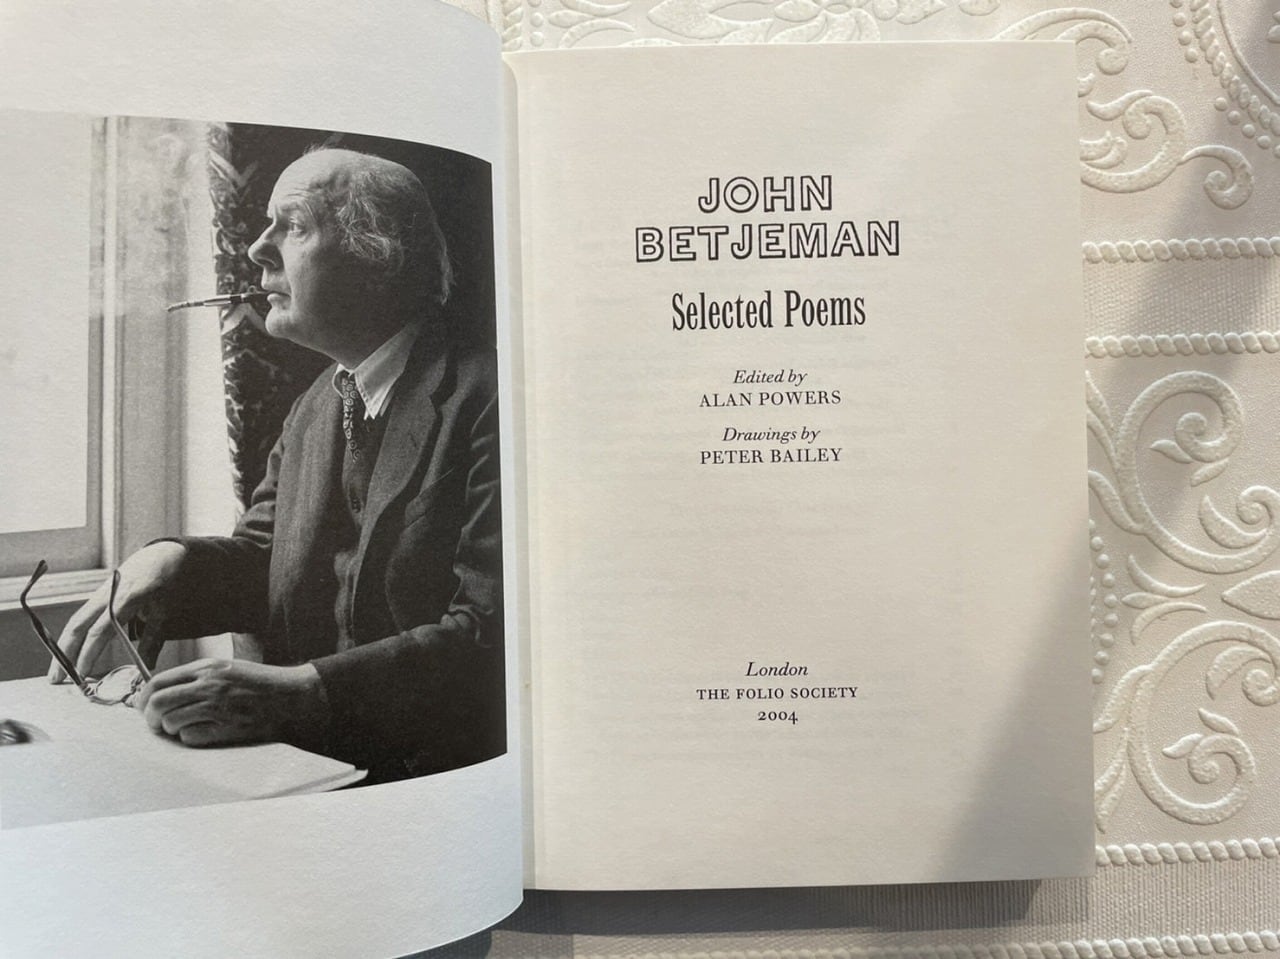 JOHN
BETJEMAN
Selected Poems
Edited by
ALAN POWERS
Drawings by
PETER BAILEY
London
THE FOLIO SOCIETY
2004